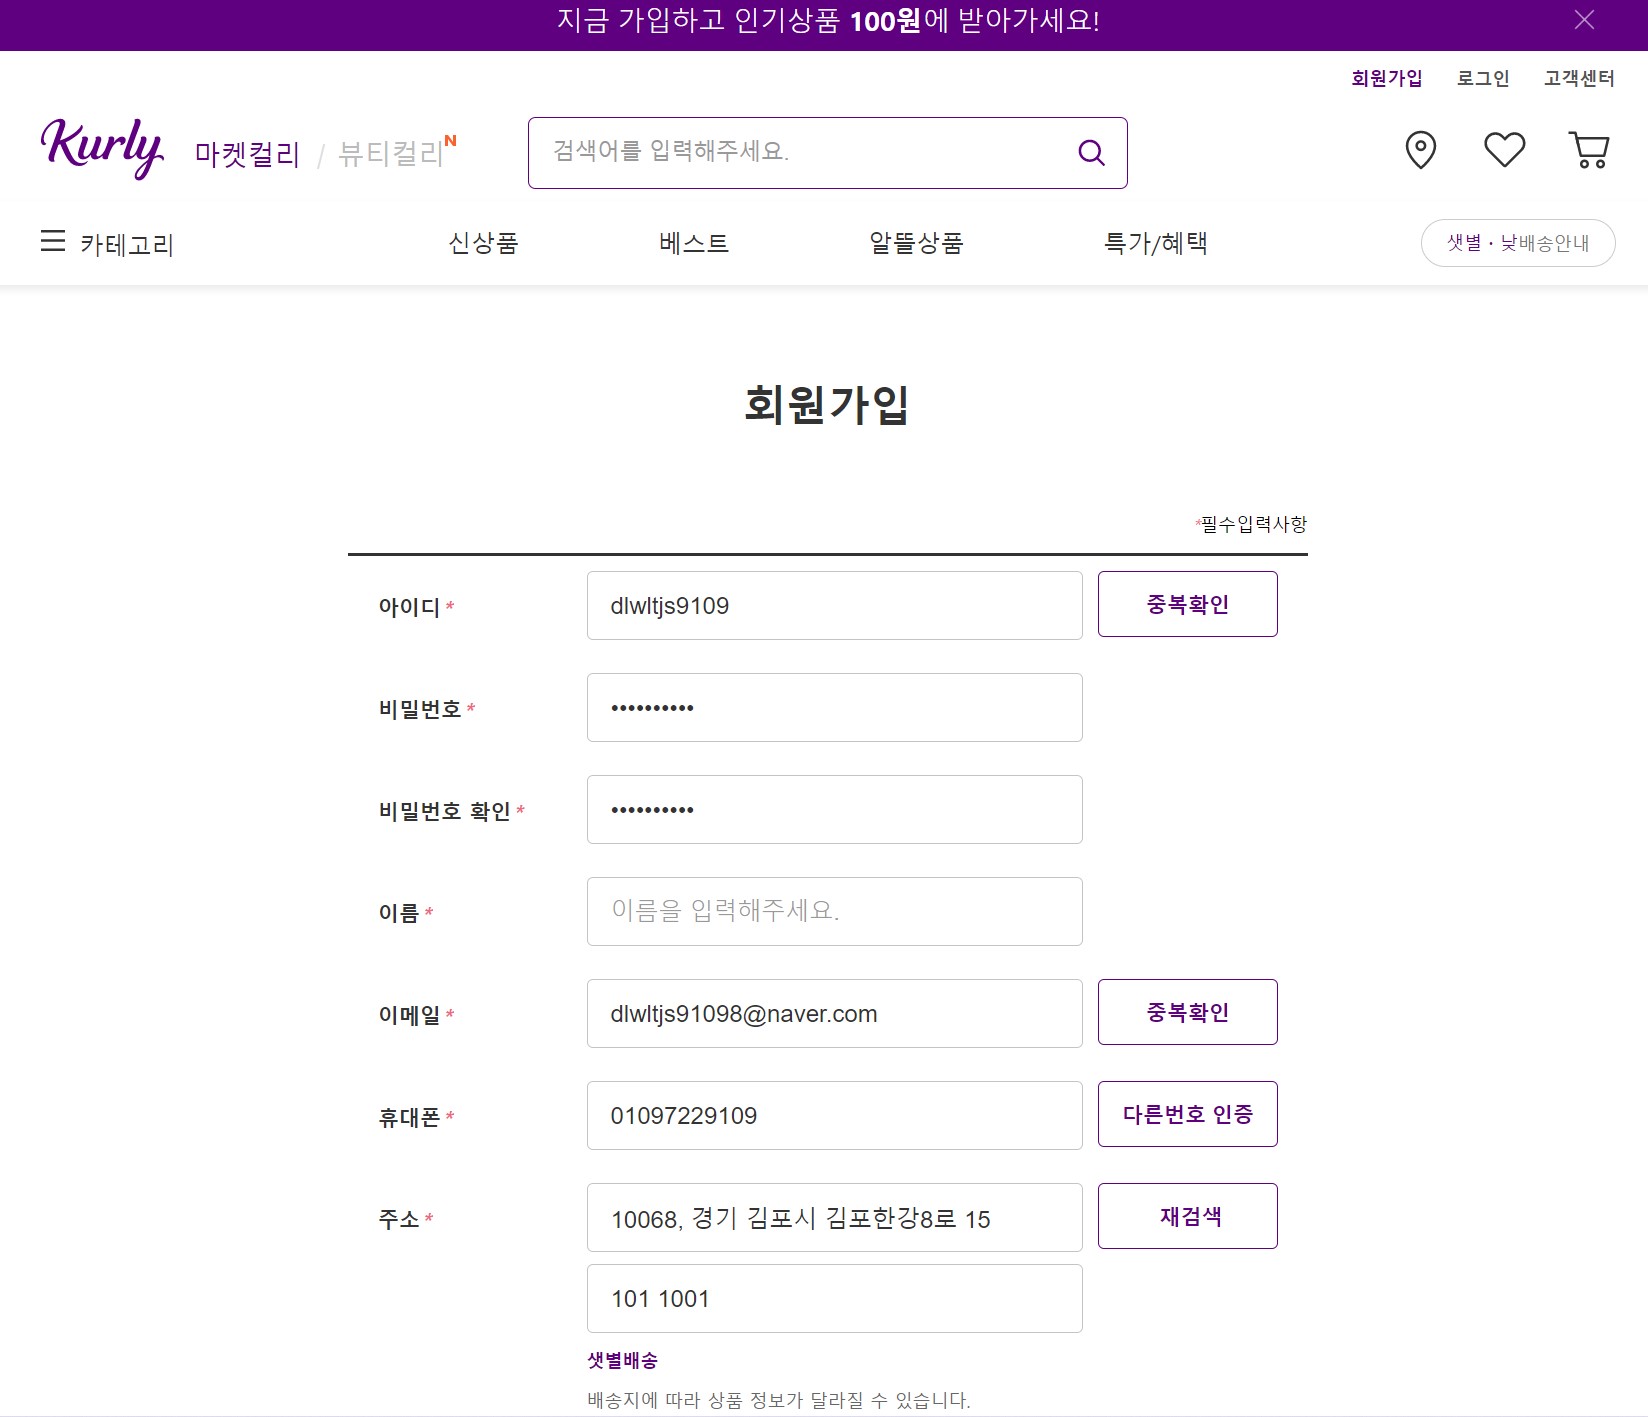 지금 가입하고 인기상품 100원에 받아가세요!
회원가입 로그인 고객센터
Kurly 마켓컬리 / 뷰티컬리 N
검색어를 입력해주세요.
카테고리 신상품 베스트 알뜰상품 특가/혜택 샛별・낮배송안내
회원가입
*필수입력사항
아이디* dlwltjs9109 중복확인
비밀번호* ••••••••••
비밀번호 확인* ••••••••••
이름* 이름을 입력해주세요.
이메일* dlwltjs91098@naver.com 중복확인
휴대폰* 01097229109 다른번호 인증
주소* 10068, 경기 김포시 김포한강8로 15 재검색
101 1001
샛별배송
배송지에 따라 상품 정보가 달라질 수 있습니다.